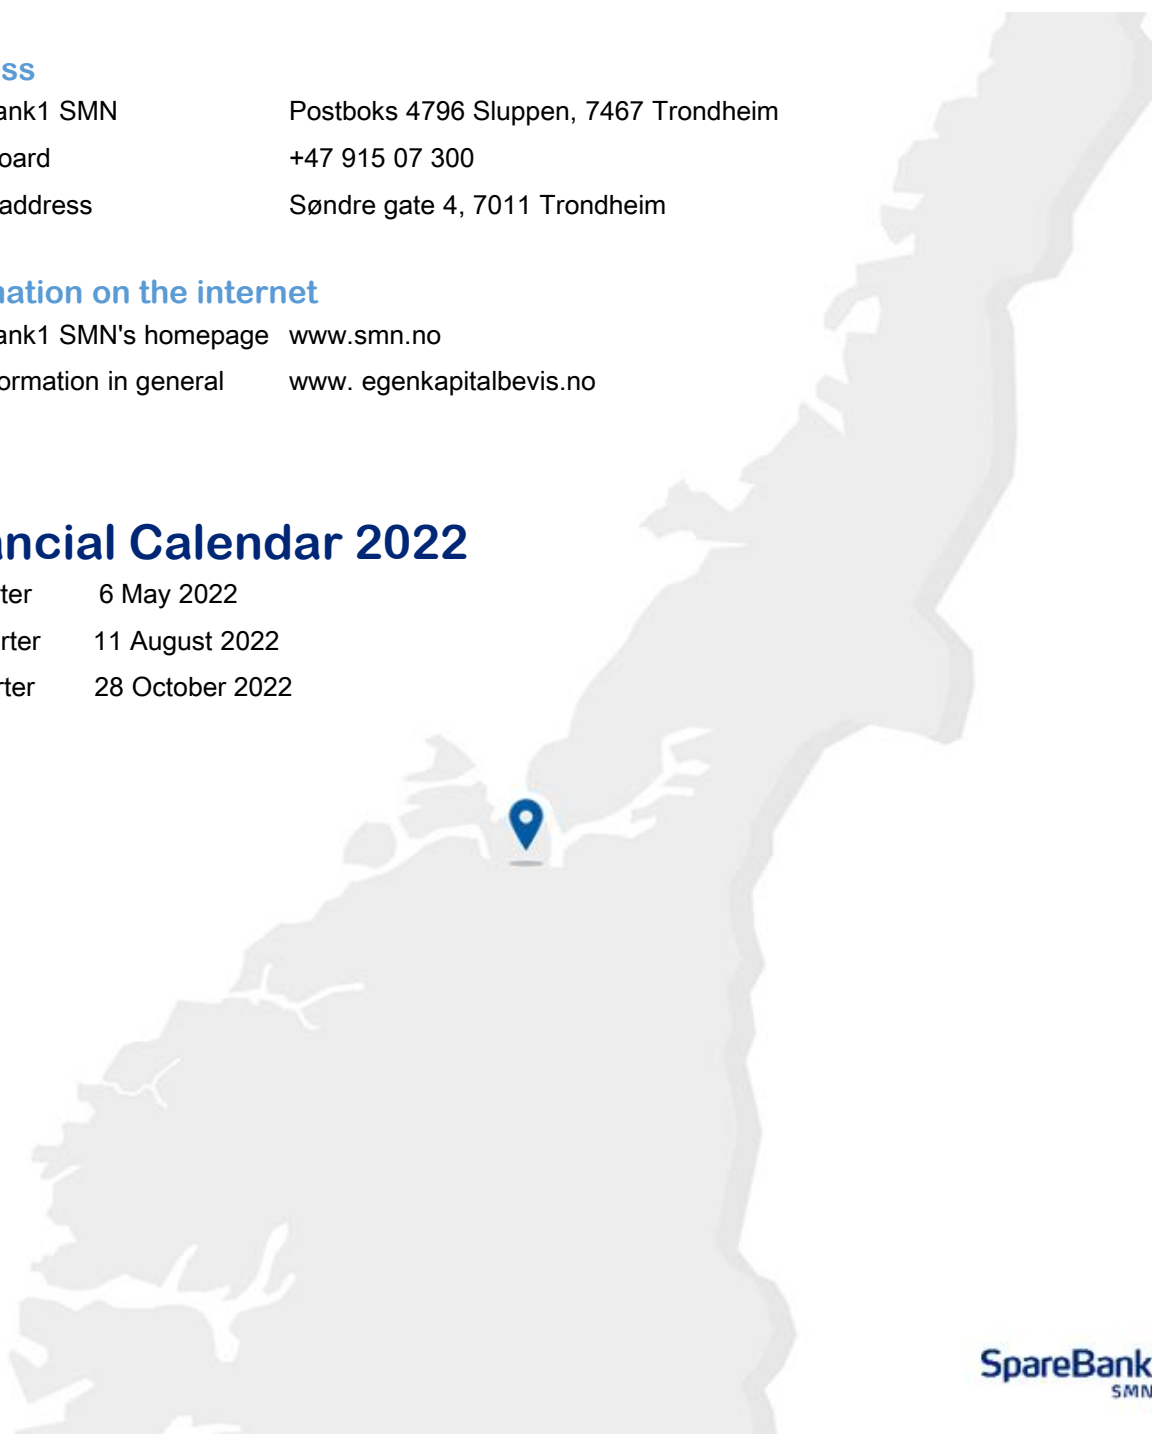 ss
ank1 SMN Postboks 4796 Sluppen, 7467 Trondheim
oard +47 915 07 300
address Søndre gate 4, 7011 Trondheim
nation on the internet
ank1 SMN's homepage www.smn.no
ormation in general www. egenkapitalbevis.no
ancial Calendar 2022
ter 6 May 2022
rter 11 August 2022
rter 28 October 2022
SpareBank
SMN